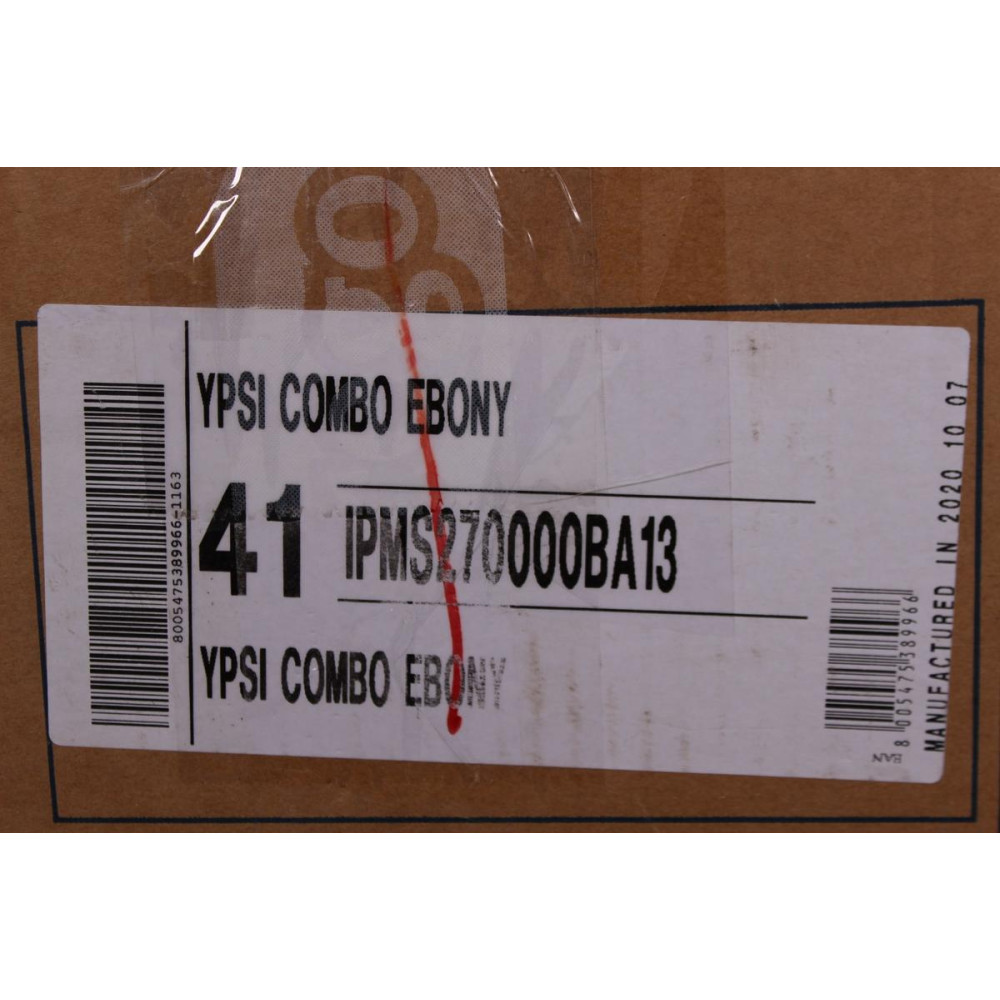 YPSI COMBO EBONY
41 IPMS270000BA13
YPSI COMBO EBONY
8005475389966-1163
8 005475 389966
EAN
MANUFACTURED IN 2020 10 07